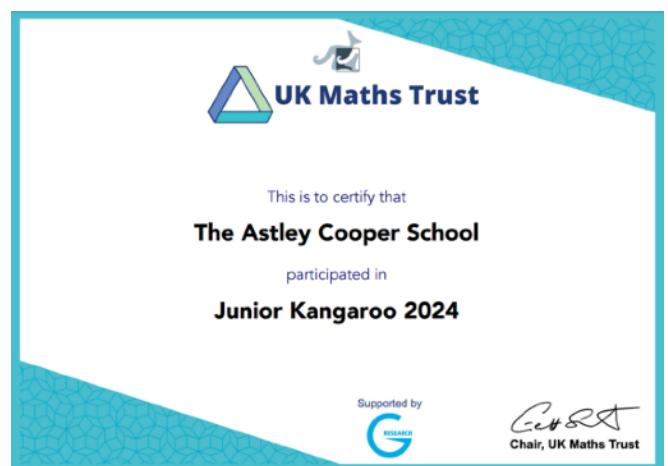 UK Maths Trust
This is to certify that
The Astley Cooper School
participated in
Junior Kangaroo 2024
Supported by
G
RESEARCH
Chair, UK Maths Trust